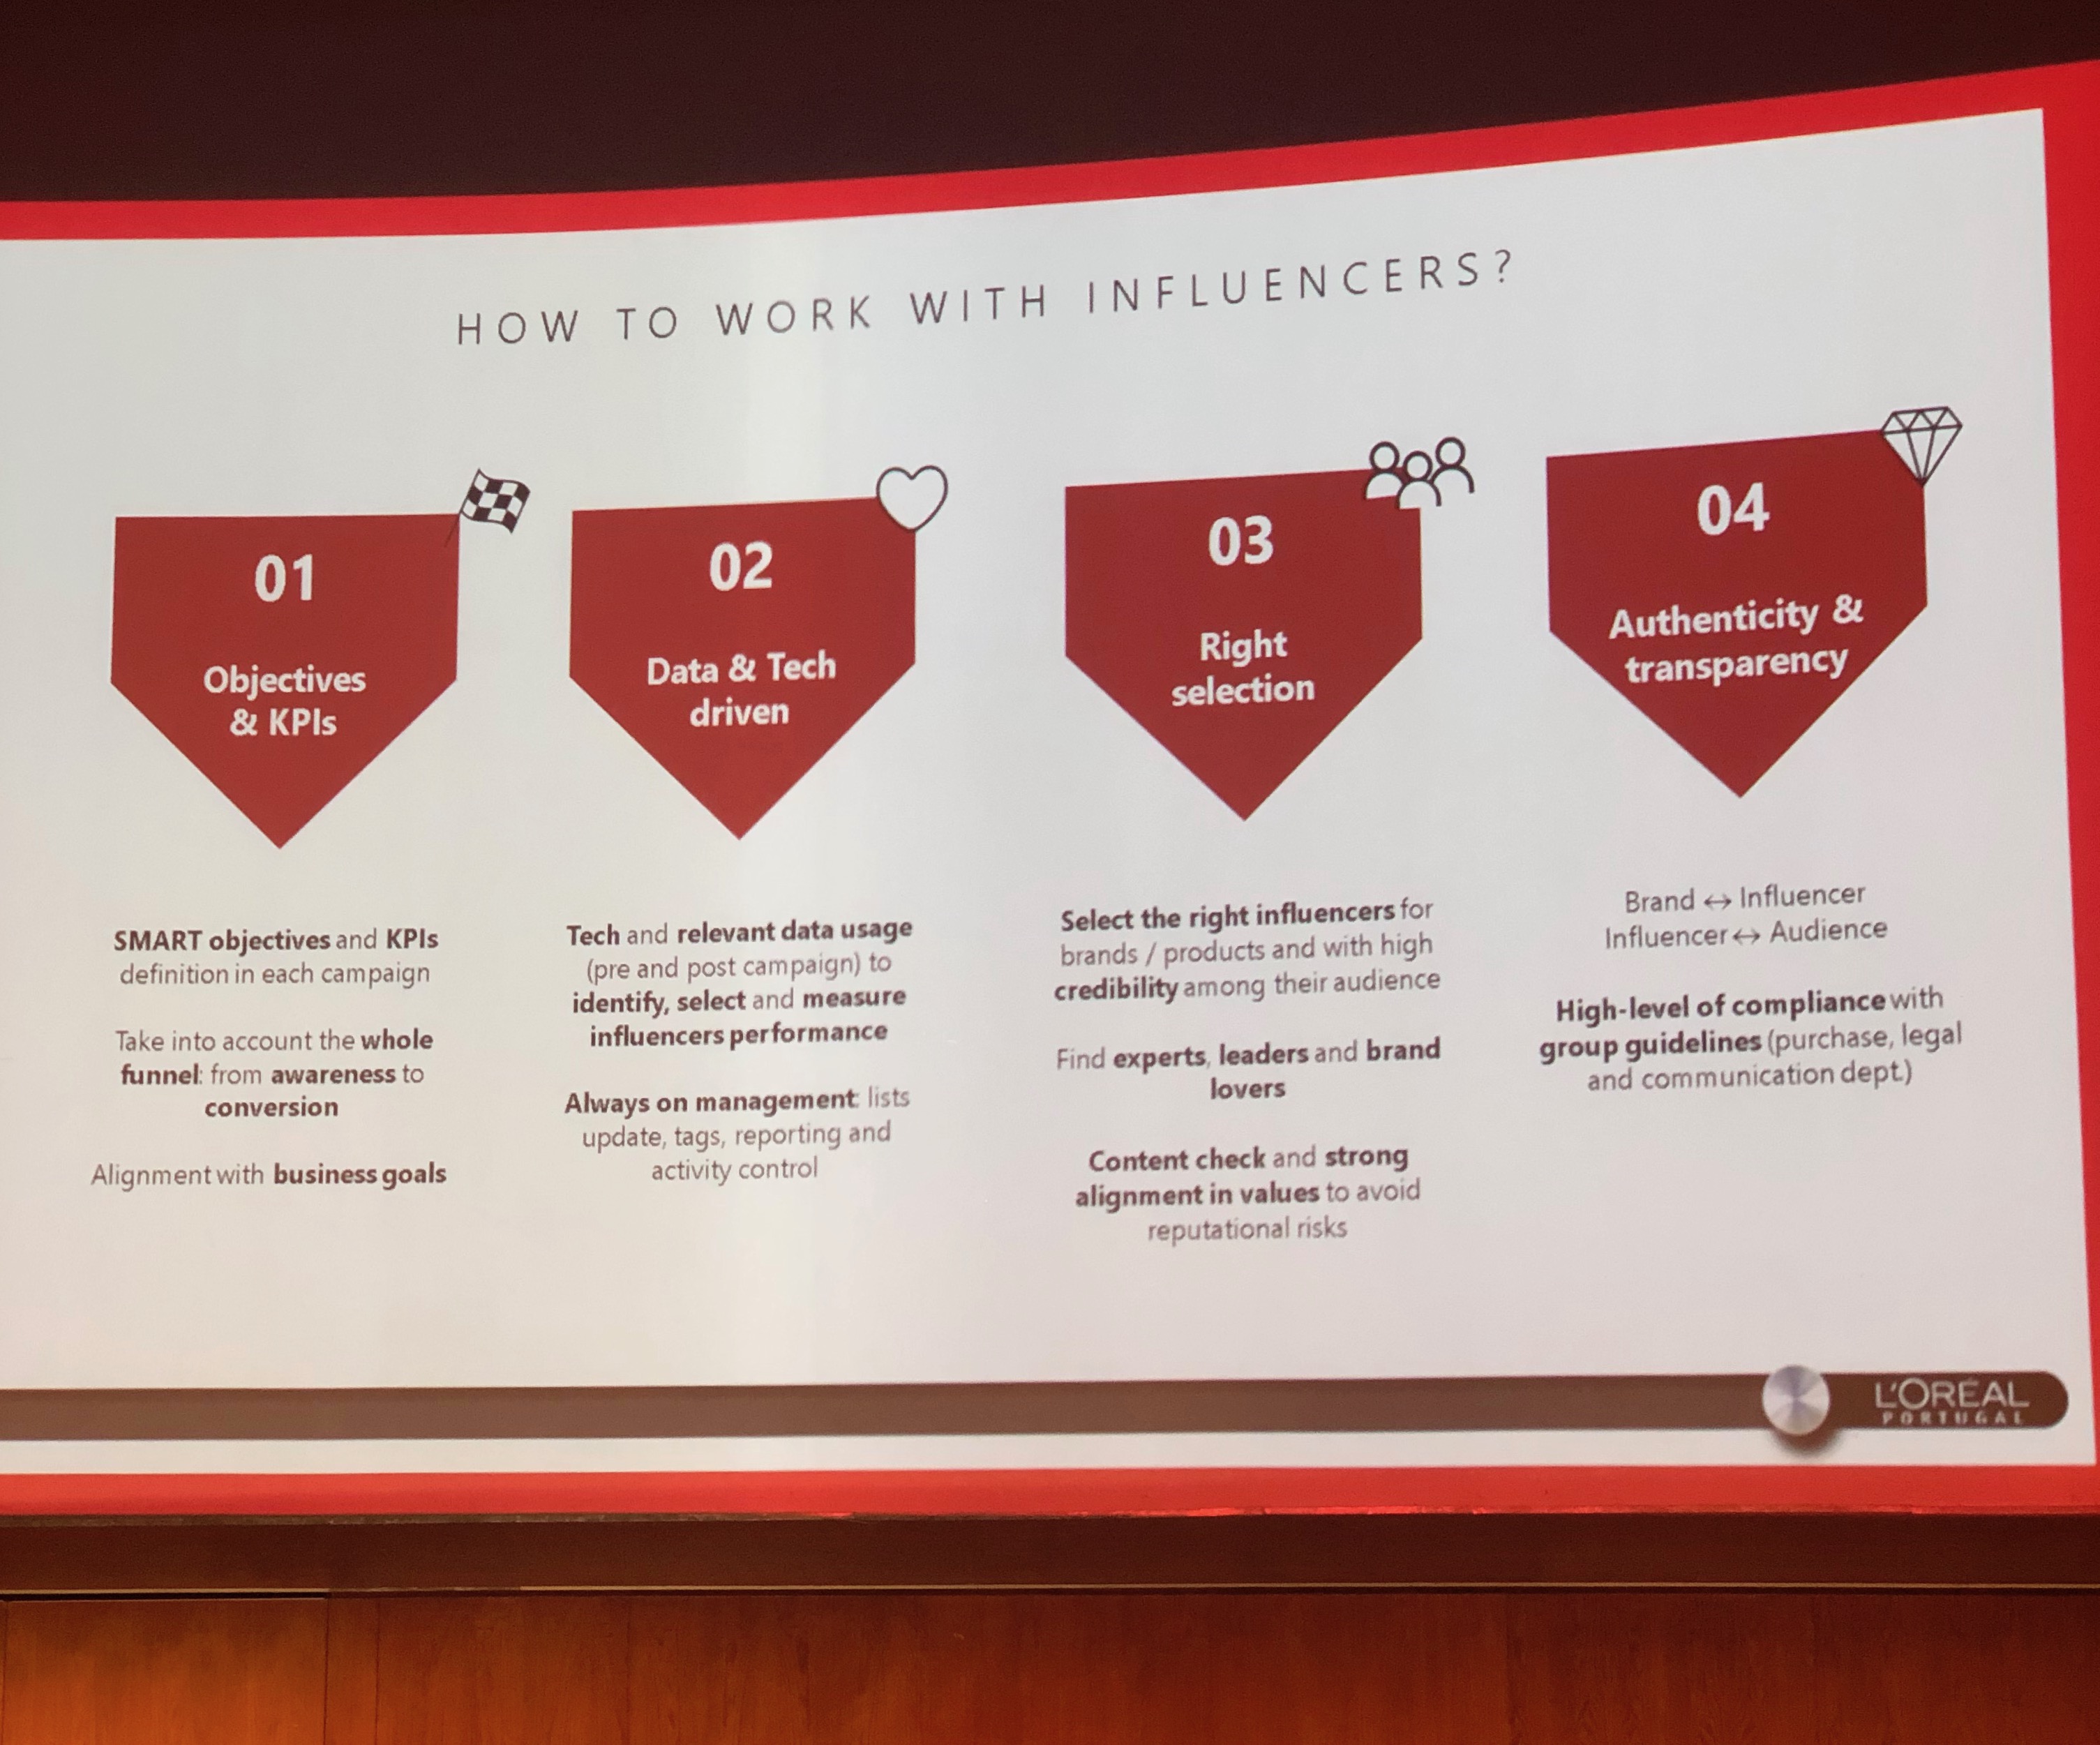 HOW TO WORK WITH INFLUENCERS?
01
Objectives
& KPIs
SMART objectives and KPIs
definition in each campaign
Take into account the whole
funnel: from awareness to
conversion
Alignment with business goals
02
Data & Tech
driven
Tech and relevant data usage
(pre and post campaign) to
identify, select and measure
influencers performance
Always on management: lists
update, tags, reporting and
activity control
03
Right
selection
Select the right influencers for
brands / products and with high
credibility among their audience
Find experts, leaders and brand
lovers
Content check and strong
alignment in values to avoid
reputational risks
04
Authenticity &
transparency
Brand ↔ Influencer
Influencer ↔ Audience
High-level of compliance with
group guidelines (purchase, legal
and communication dept.)
L'ORÉAL
PORTUGAL